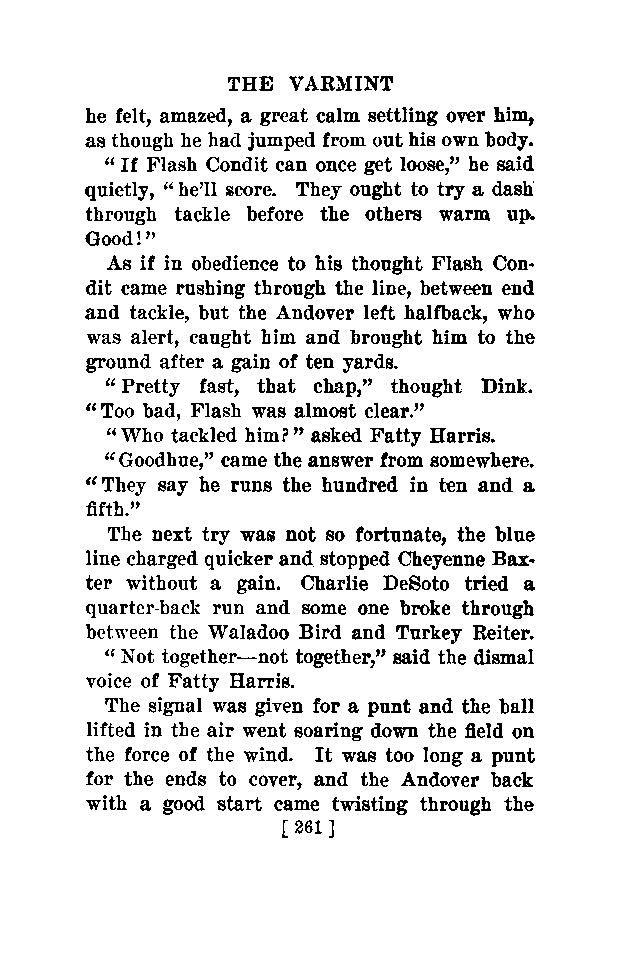 THE VARMINT
he felt, amazed, a great calm settling over him,
as though he had jumped from out his own body.
“If Flash Condit can once get loose,” he said
quietly, “he’ll score. They ought to try a dash
through tackle before the others warm up.
Good!”
As if in obedience to his thought Flash Con-
dit came rushing through the line, between end
and tackle, but the Andover left halfback, who
was alert, caught him and brought him to the
ground after a gain of ten yards.
“Pretty fast, that chap,” thought Dink.
“Too bad, Flash was almost clear.”
“Who tackled him?” asked Fatty Harris.
“Goodhue,” came the answer from somewhere.
“They say he runs the hundred in ten and a
fifth.”
The next try was not so fortunate, the blue
line charged quicker and stopped Cheyenne Bax-
ter without a gain. Charlie DeSoto tried a
quarter-back run and some one broke through
between the Waladoo Bird and Turkey Reiter.
“Not together—not together,” said the dismal
voice of Fatty Harris.
The signal was given for a punt and the ball
lifted in the air went soaring down the field on
the force of the wind. It was too long a punt
for the ends to cover, and the Andover back
with a good start came twisting through the
[ 261 ]